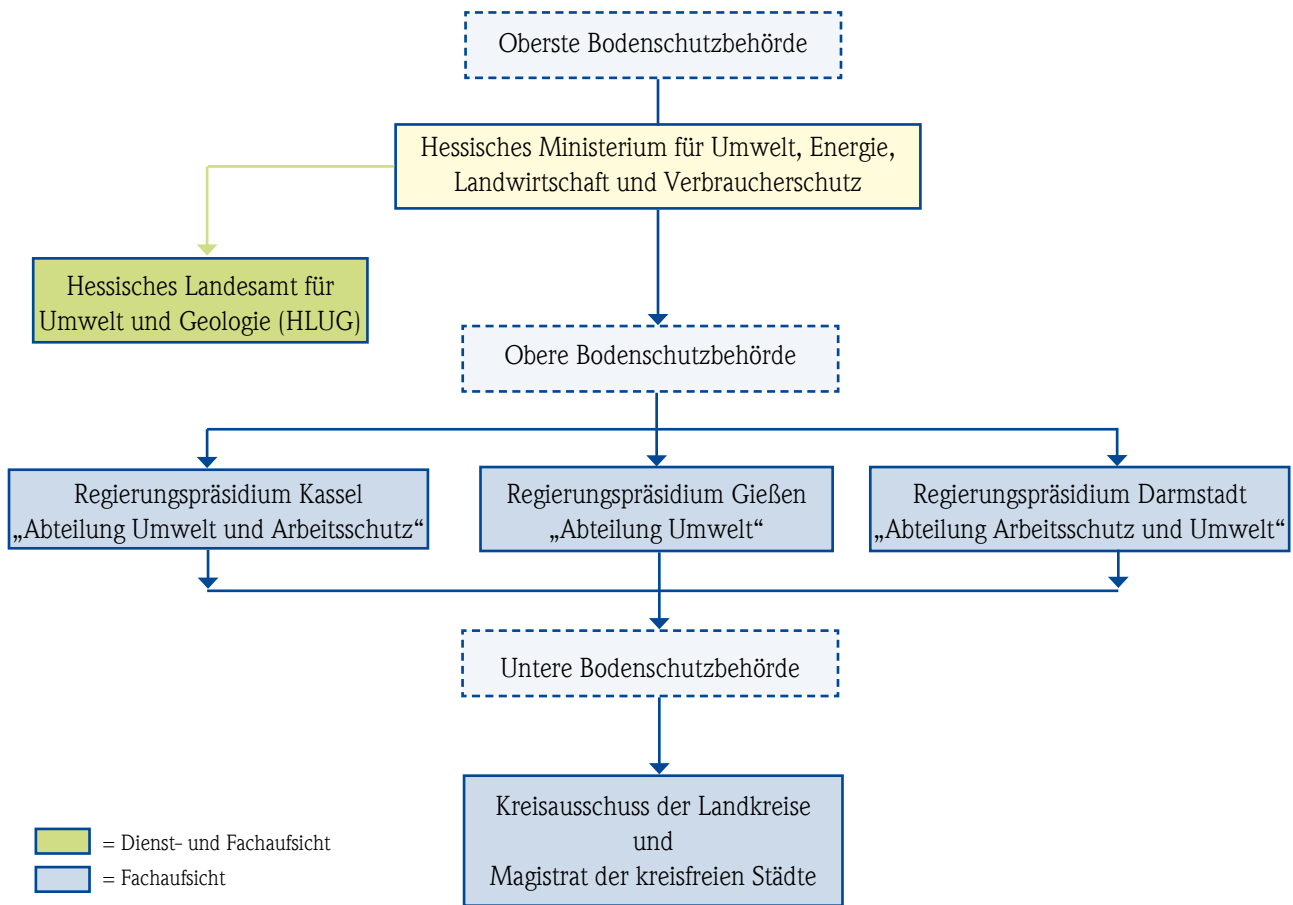 Oberste Bodenschutzbehörde
Hessisches Ministerium für Umwelt, Energie,
Landwirtschaft und Verbraucherschutz
Hessisches Landesamt für
Umwelt und Geologie (HLUG)
Obere Bodenschutzbehörde
Regierungspräsidium Kassel
„Abteilung Umwelt und Arbeitsschutz“
Regierungspräsidium Gießen
„Abteilung Umwelt“
Regierungspräsidium Darmstadt
„Abteilung Arbeitsschutz und Umwelt“
Untere Bodenschutzbehörde
Kreisausschuss der Landkreise
und
Magistrat der kreisfreien Städte
= Dienst- und Fachaufsicht
= Fachaufsicht